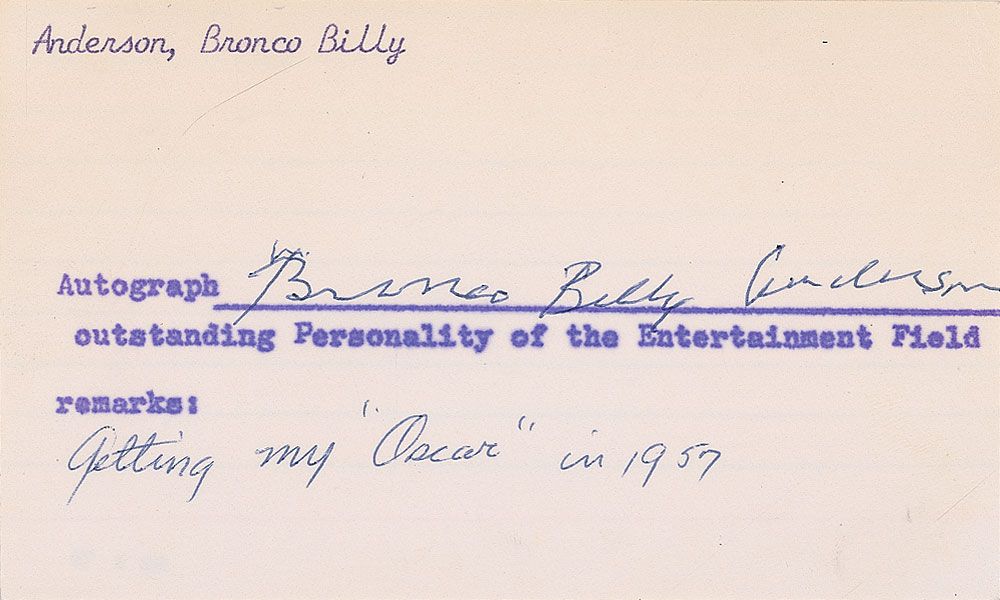 Anderson, Bronco Billy
Autograph Bronco Billy Anderson
outstanding Personality of the Entertainment Field
remarks:
Getting my "Oscar" in 1957